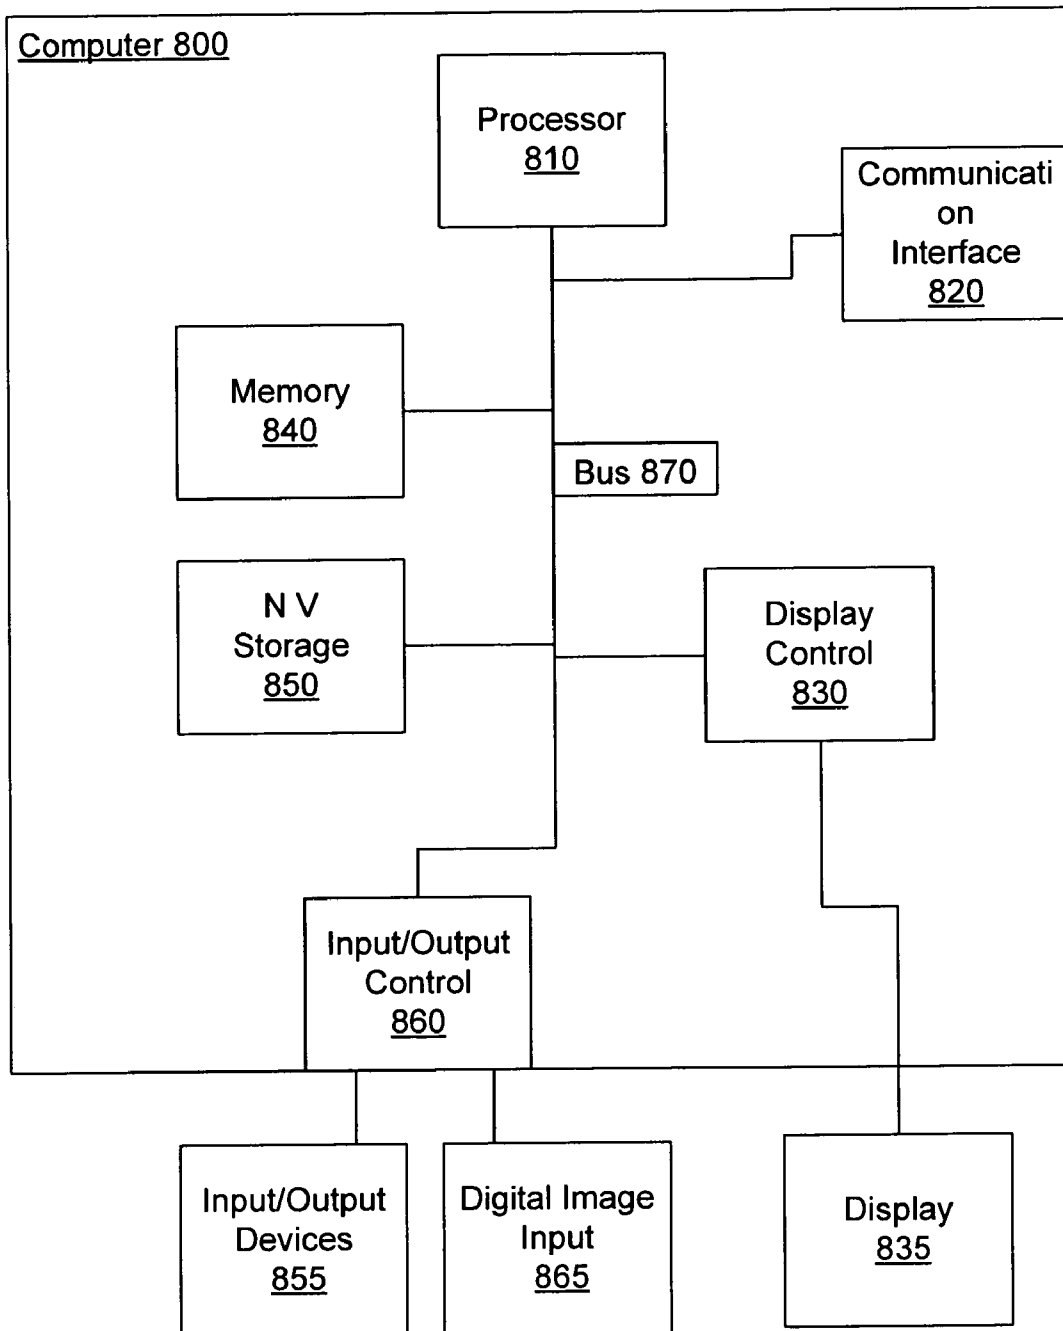 Computer 800
Processor
810
Communicati
on
Interface
820
Memory
840
Bus 870
N V
Storage
850
Display
Control
830
Input/Output
Control
860
Input/Output
Devices
855
Digital Image
Input
865
Display
835